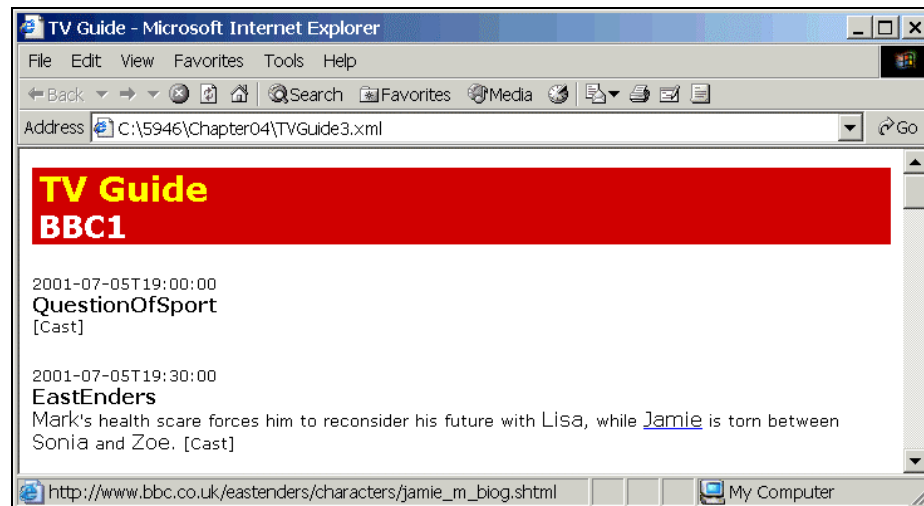 TV Guide - Microsoft Internet Explorer
File Edit View Favorites Tools Help
Back Search Favorites Media
Address C:\5946\Chapter04\TVGuide3.xml Go
TV Guide
BBC1
2001-07-05T19:00:00
QuestionOfSport
[Cast]
2001-07-05T19:30:00
EastEnders
Mark's health scare forces him to reconsider his future with Lisa, while Jamie is torn between
Sonia and Zoe. [Cast]
http://www.bbc.co.uk/eastenders/characters/jamie_m_biog.shtml My Computer